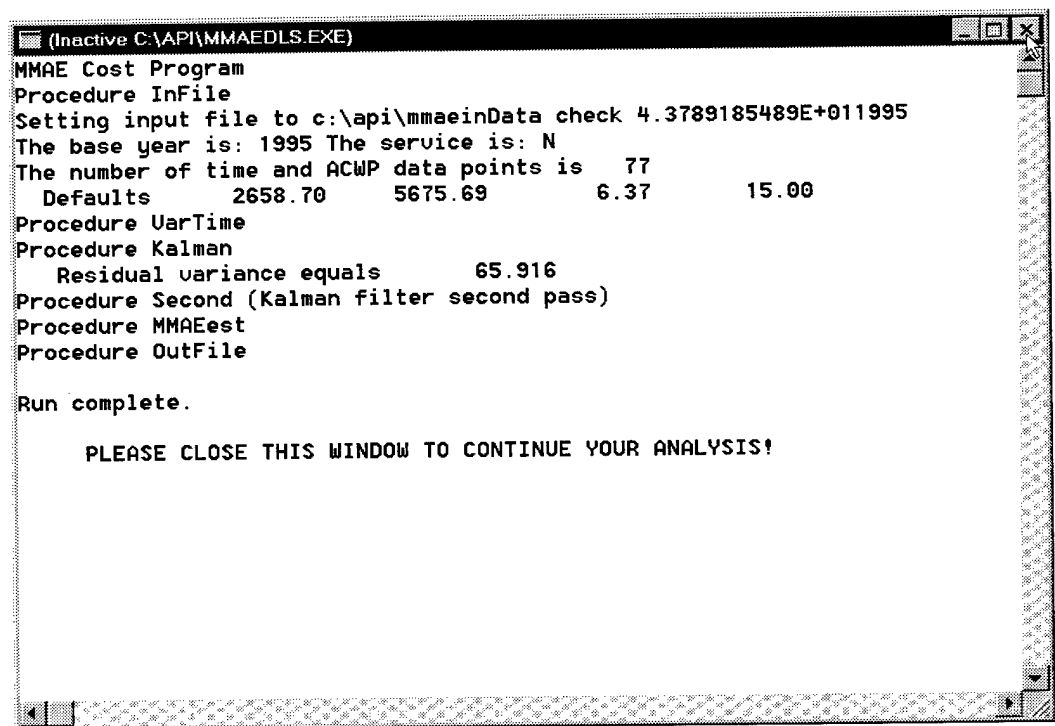 (Inactive C:\API\MMAEDLS.EXE)
MMAE Cost Program
Procedure InFile
Setting input file to c:\api\mmaeinData check 4.3789185489E+011995
The base year is: 1995 The service is: N
The number of time and ACWP data points is 77
Defaults 2658.70 5675.69 6.37 15.00
Procedure VarTime
Procedure Kalman
Residual variance equals 65.916
Procedure Second (Kalman filter second pass)
Procedure MMAEest
Procedure OutFile
Run complete.
PLEASE CLOSE THIS WINDOW TO CONTINUE YOUR ANALYSIS!